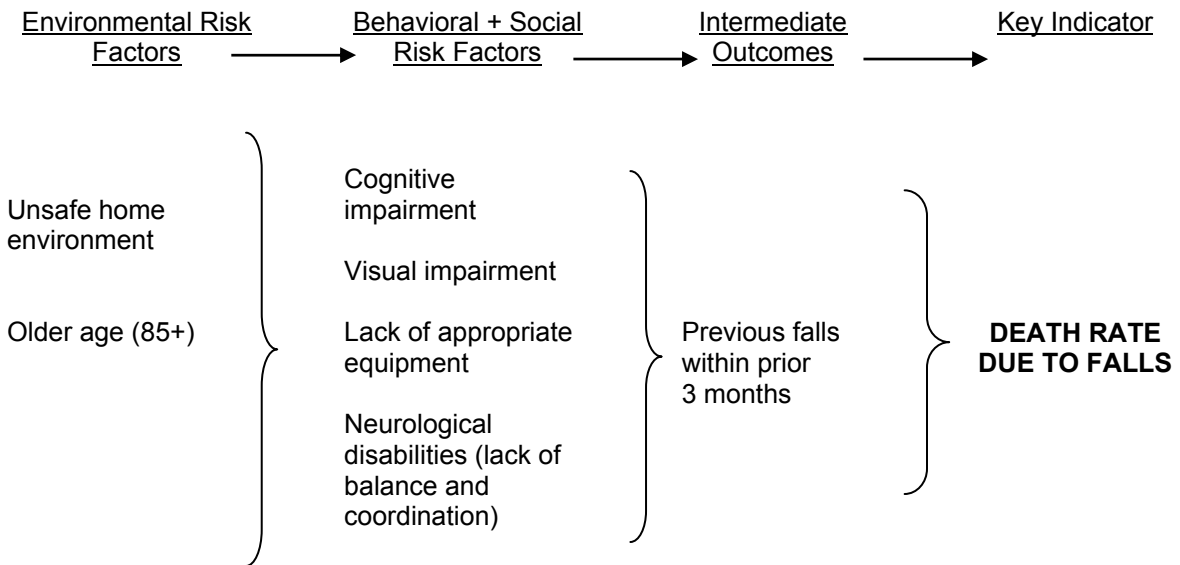 Environmental Risk
Factors
Behavioral + Social
Risk Factors
Intermediate
Outcomes
Key Indicator
Unsafe home
environment
Older age (85+)
Cognitive
impairment
Visual impairment
Lack of appropriate
equipment
Neurological
disabilities (lack of
balance and
coordination)
Previous falls
within prior
3 months
DEATH RATE
DUE TO FALLS